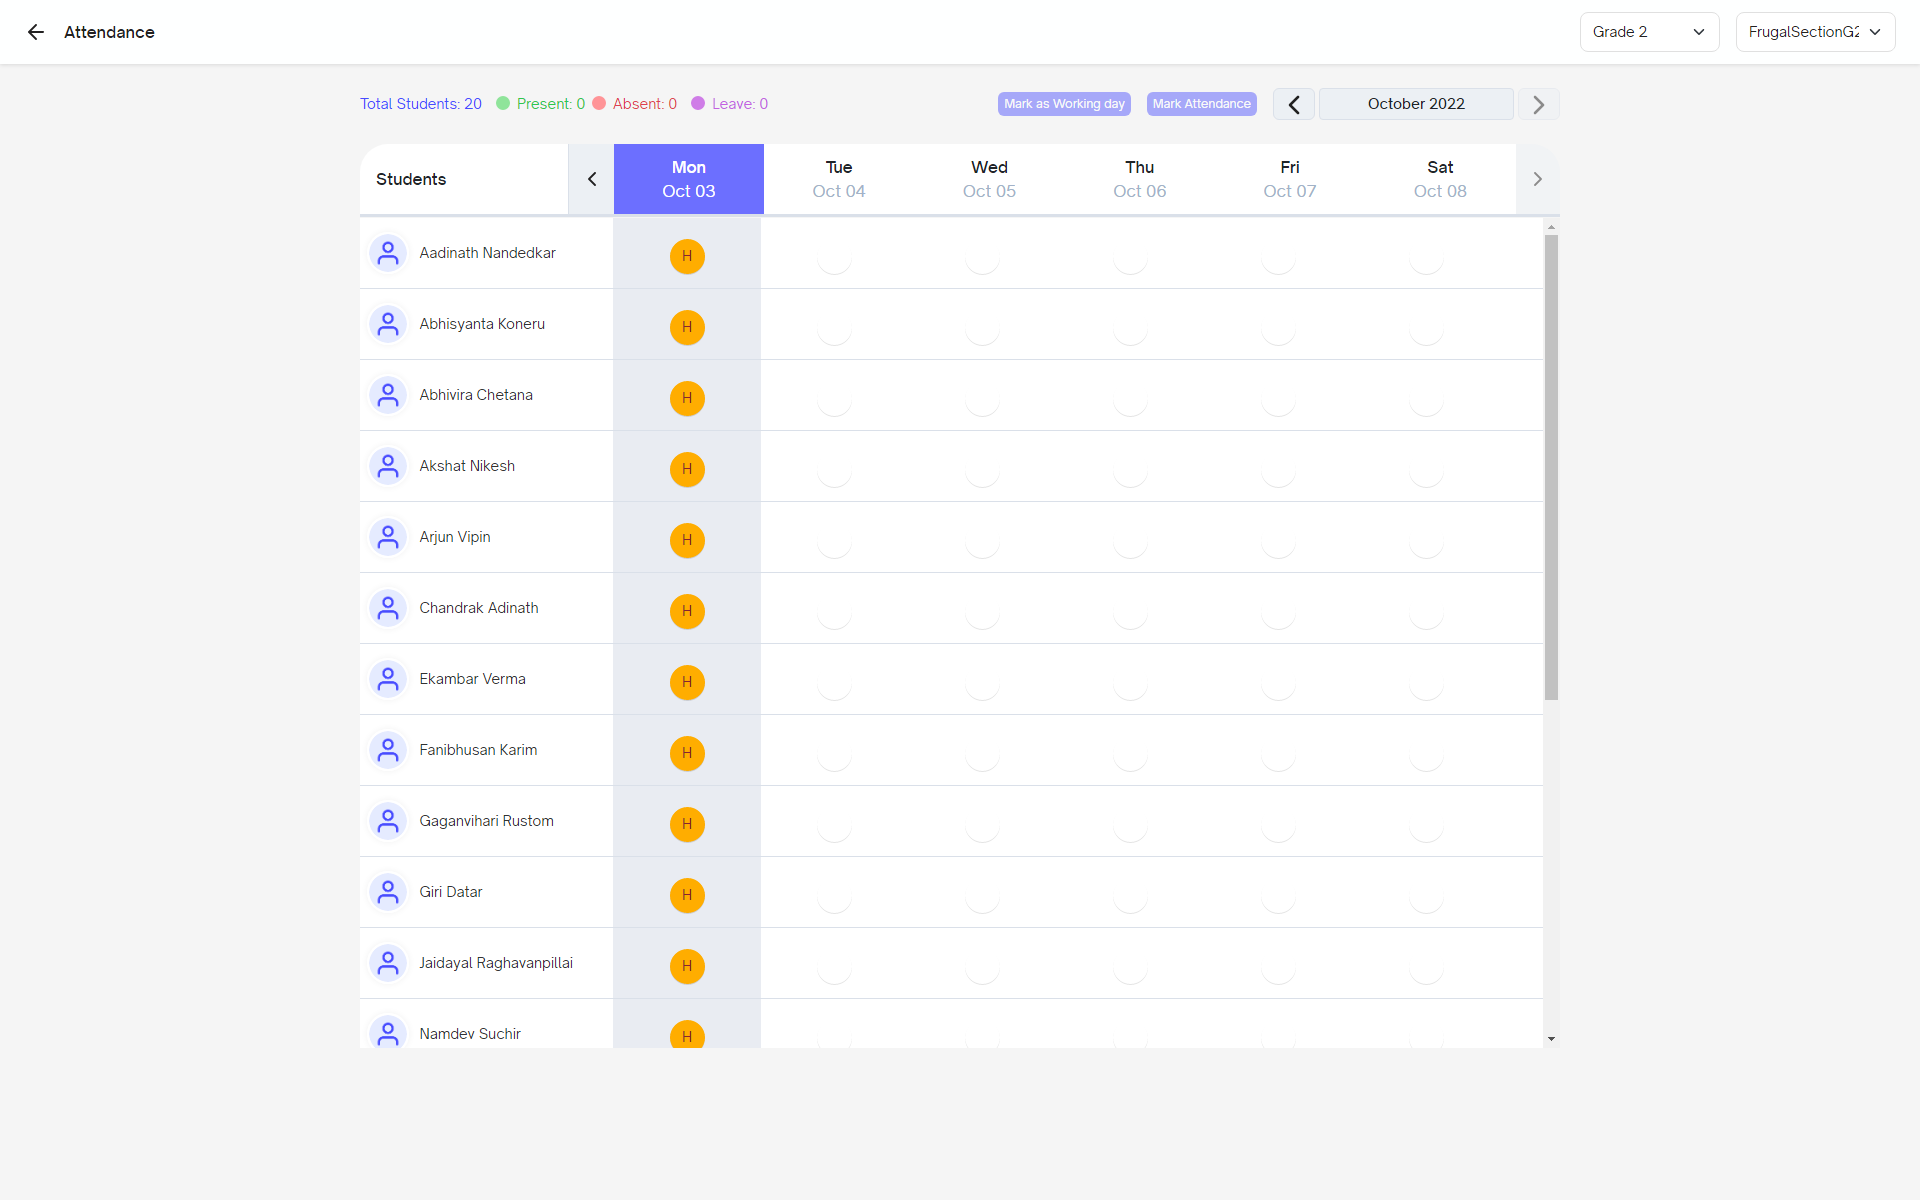 Attendance
Grade 2
FrugalSectionG2
Total Students: 20 Present: 0 Absent: 0 Leave: 0
Mark as Working day
Mark Attendance
October 2022
Students
Mon Tue Wed Thu Fri Sat
Oct 03 Oct 04 Oct 05 Oct 06 Oct 07 Oct 08
Aadinath Nandedkar H
Abhisyanta Koneru H
Abhivira Chetana H
Akshat Nikesh H
Arjun Vipin H
Chandrak Adinath H
Ekambar Verma H
Fanibhusan Karim H
Gaganvihari Rustom H
Giri Datar H
Jaidayal Raghavanpillai H
Namdev Suchir H